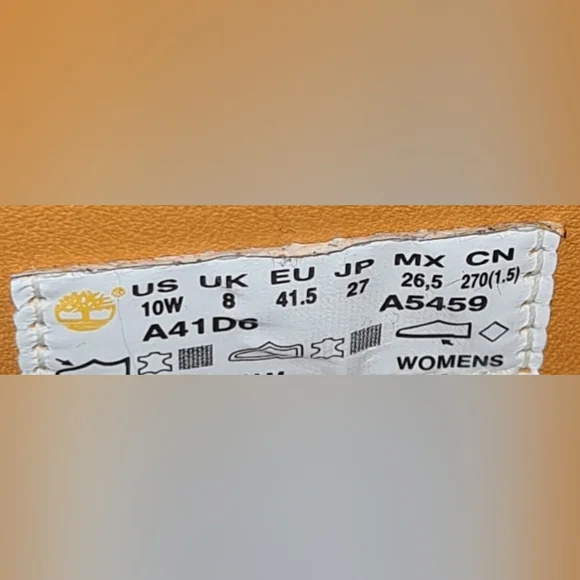 US UK EU JP MX CN
10W 8 41.5 27 26,5 270(1.5)
A41D6 A5459
WOMENS